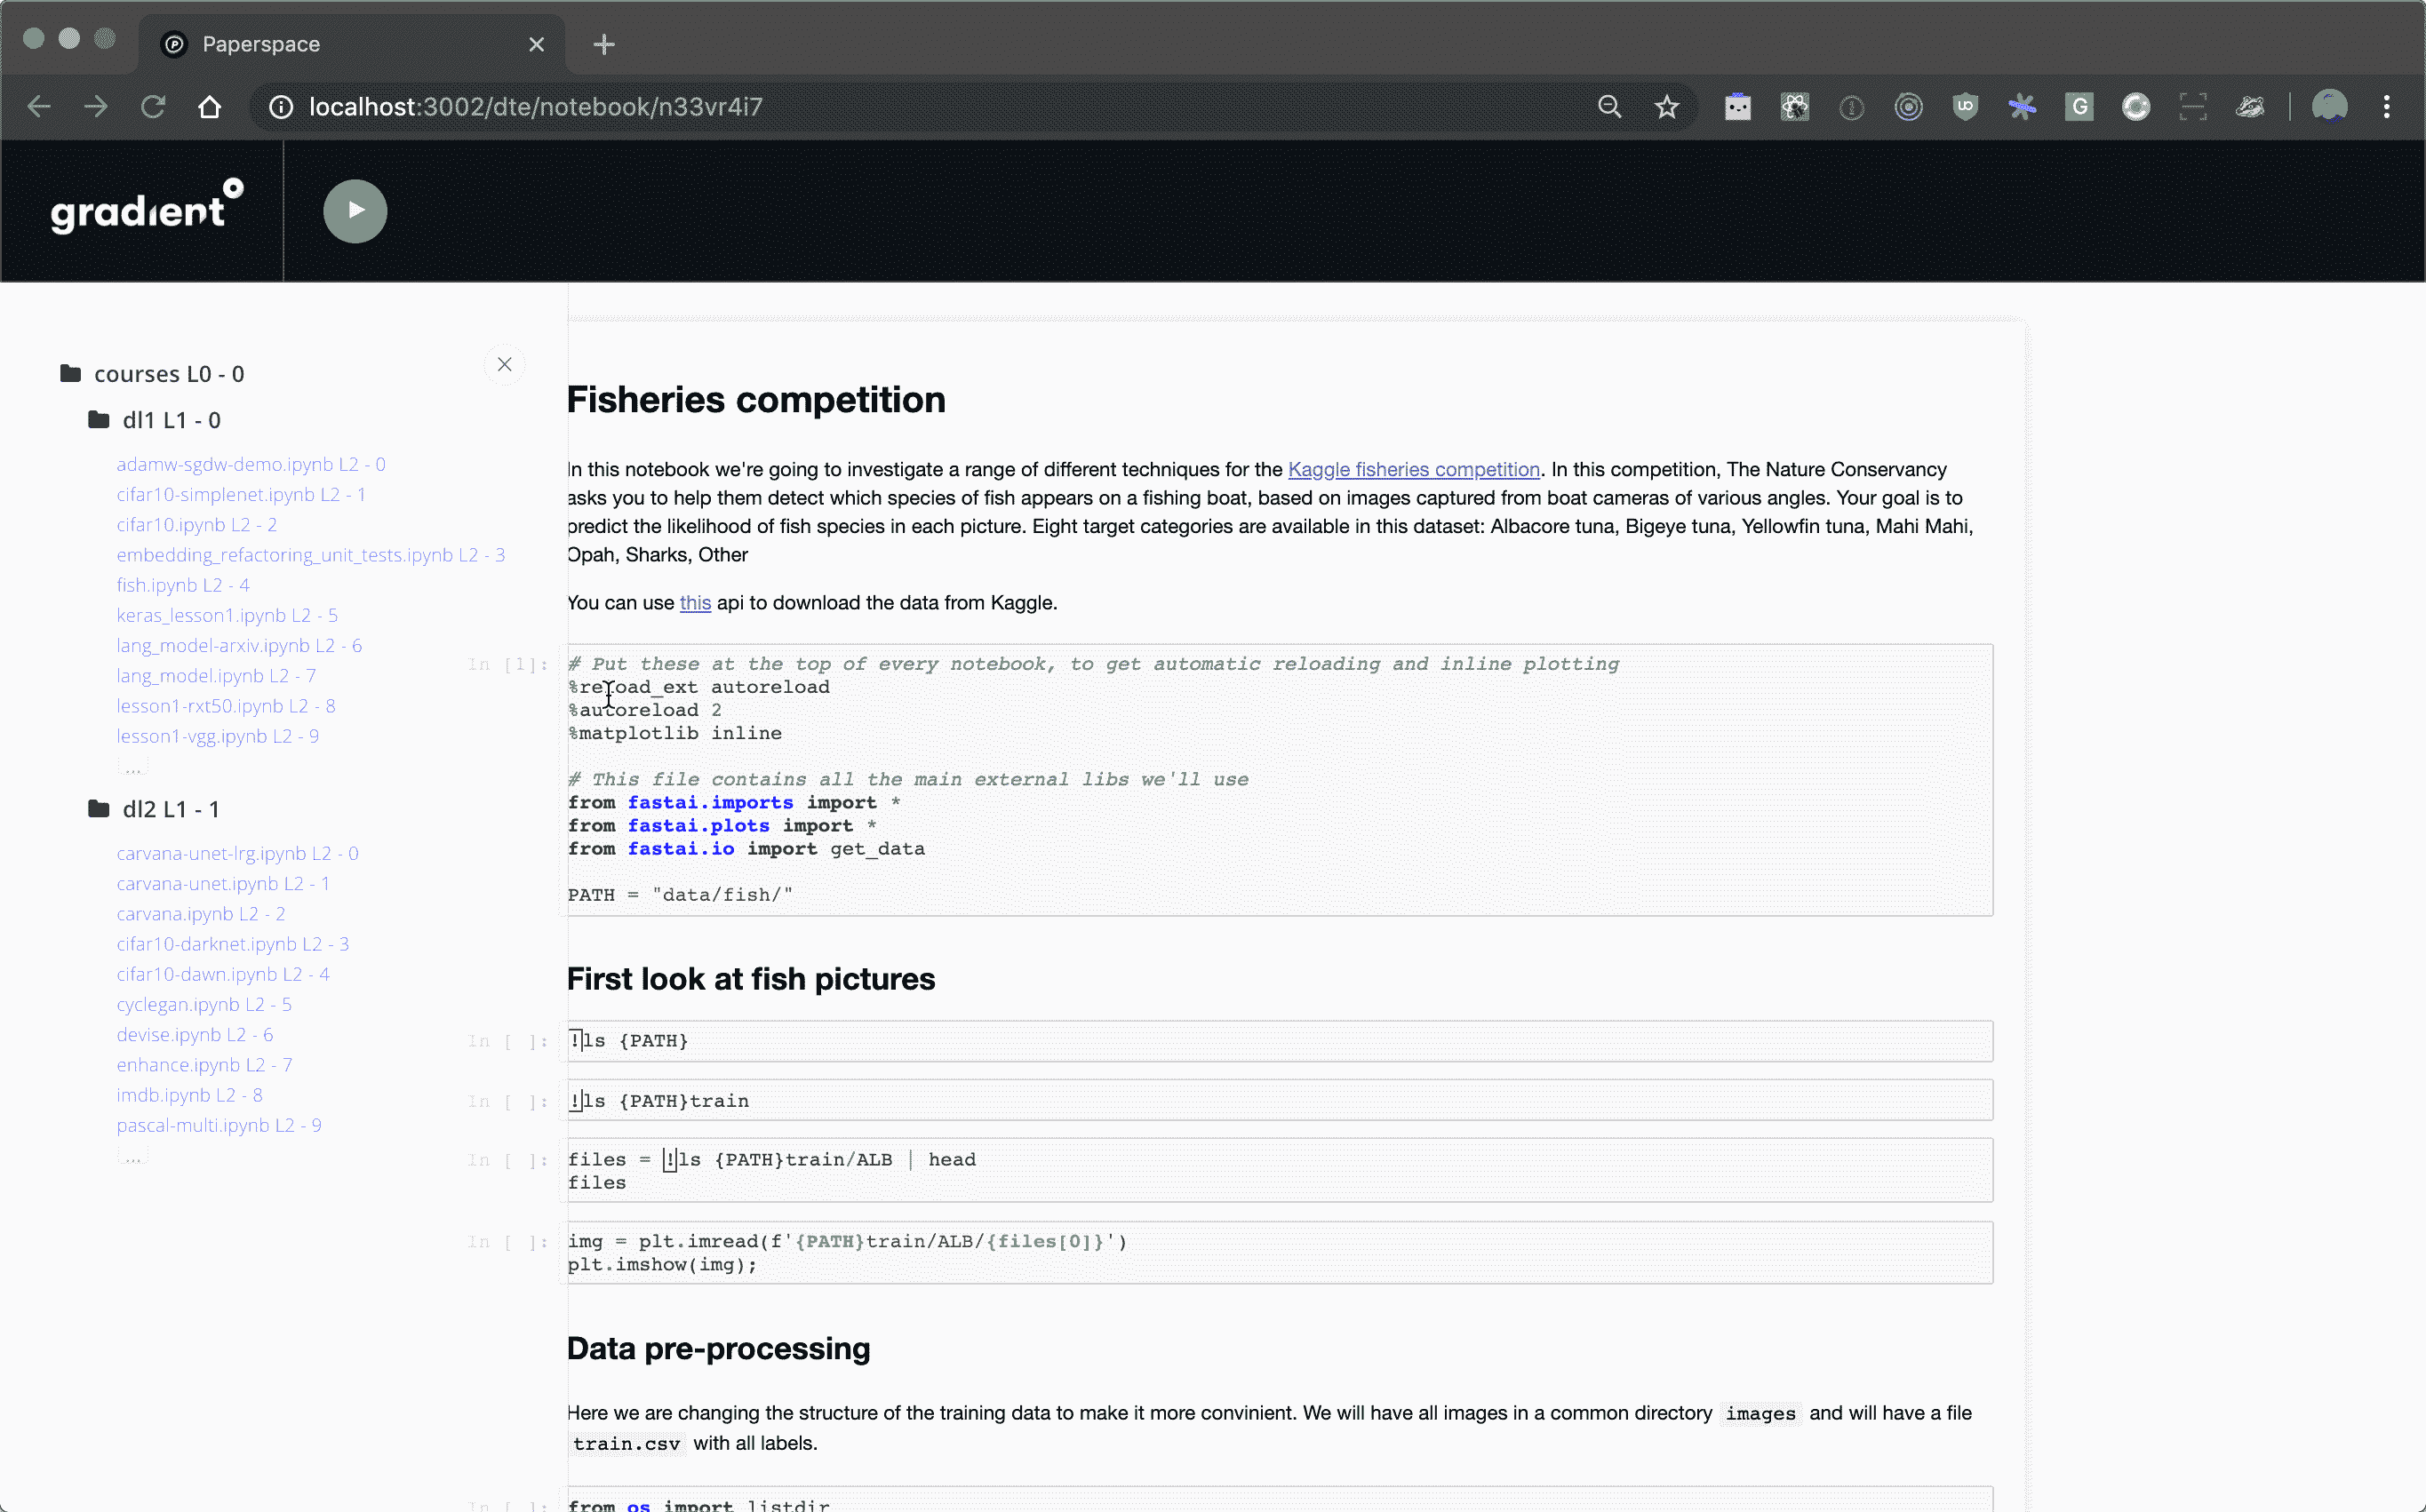 Paperspace
localhost:3002/dte/notebook/n33vr4i7
gradient
courses L0 - 0
dl1 L1 - 0
adamw-sgdw-demo.ipynb L2 - 0
cifar10-simplenet.ipynb L2 - 1
cifar10.ipynb L2 - 2
embedding_refactoring_unit_tests.ipynb L2 - 3
fish.ipynb L2 - 4
keras_lesson1.ipynb L2 - 5
lang_model-arxiv.ipynb L2 - 6
lang_model.ipynb L2 - 7
lesson1-rxt50.ipynb L2 - 8
lesson1-vgg.ipynb L2 - 9
...
dl2 L1 - 1
carvana-unet-lrg.ipynb L2 - 0
carvana-unet.ipynb L2 - 1
carvana.ipynb L2 - 2
cifar10-darknet.ipynb L2 - 3
cifar10-dawn.ipynb L2 - 4
cyclegan.ipynb L2 - 5
devise.ipynb L2 - 6
enhance.ipynb L2 - 7
imdb.ipynb L2 - 8
pascal-multi.ipynb L2 - 9
...
Fisheries competition
In this notebook we're going to investigate a range of different techniques for the Kaggle fisheries competition. In this competition, The Nature Conservancy
asks you to help them detect which species of fish appears on a fishing boat, based on images captured from boat cameras of various angles. Your goal is to
predict the likelihood of fish species in each picture. Eight target categories are available in this dataset: Albacore tuna, Bigeye tuna, Yellowfin tuna, Mahi Mahi,
Opah, Sharks, Other
You can use this api to download the data from Kaggle.
In [1]: # Put these at the top of every notebook, to get automatic reloading and inline plotting
%reload_ext autoreload
%autoreload 2
%matplotlib inline
# This file contains all the main external libs we'll use
from fastai.imports import *
from fastai.plots import *
from fastai.io import get_data
PATH = "data/fish/"
First look at fish pictures
In [ ]: !ls {PATH}
In [ ]: !ls {PATH}train
In [ ]: files = !ls {PATH}train/ALB | head
files
In [ ]: img = plt.imread(f'{PATH}train/ALB/{files[0]}')
plt.imshow(img);
Data pre-processing
Here we are changing the structure of the training data to make it more convinient. We will have all images in a common directory images and will have a file
train.csv with all labels.
In [ ]: from os import listdir